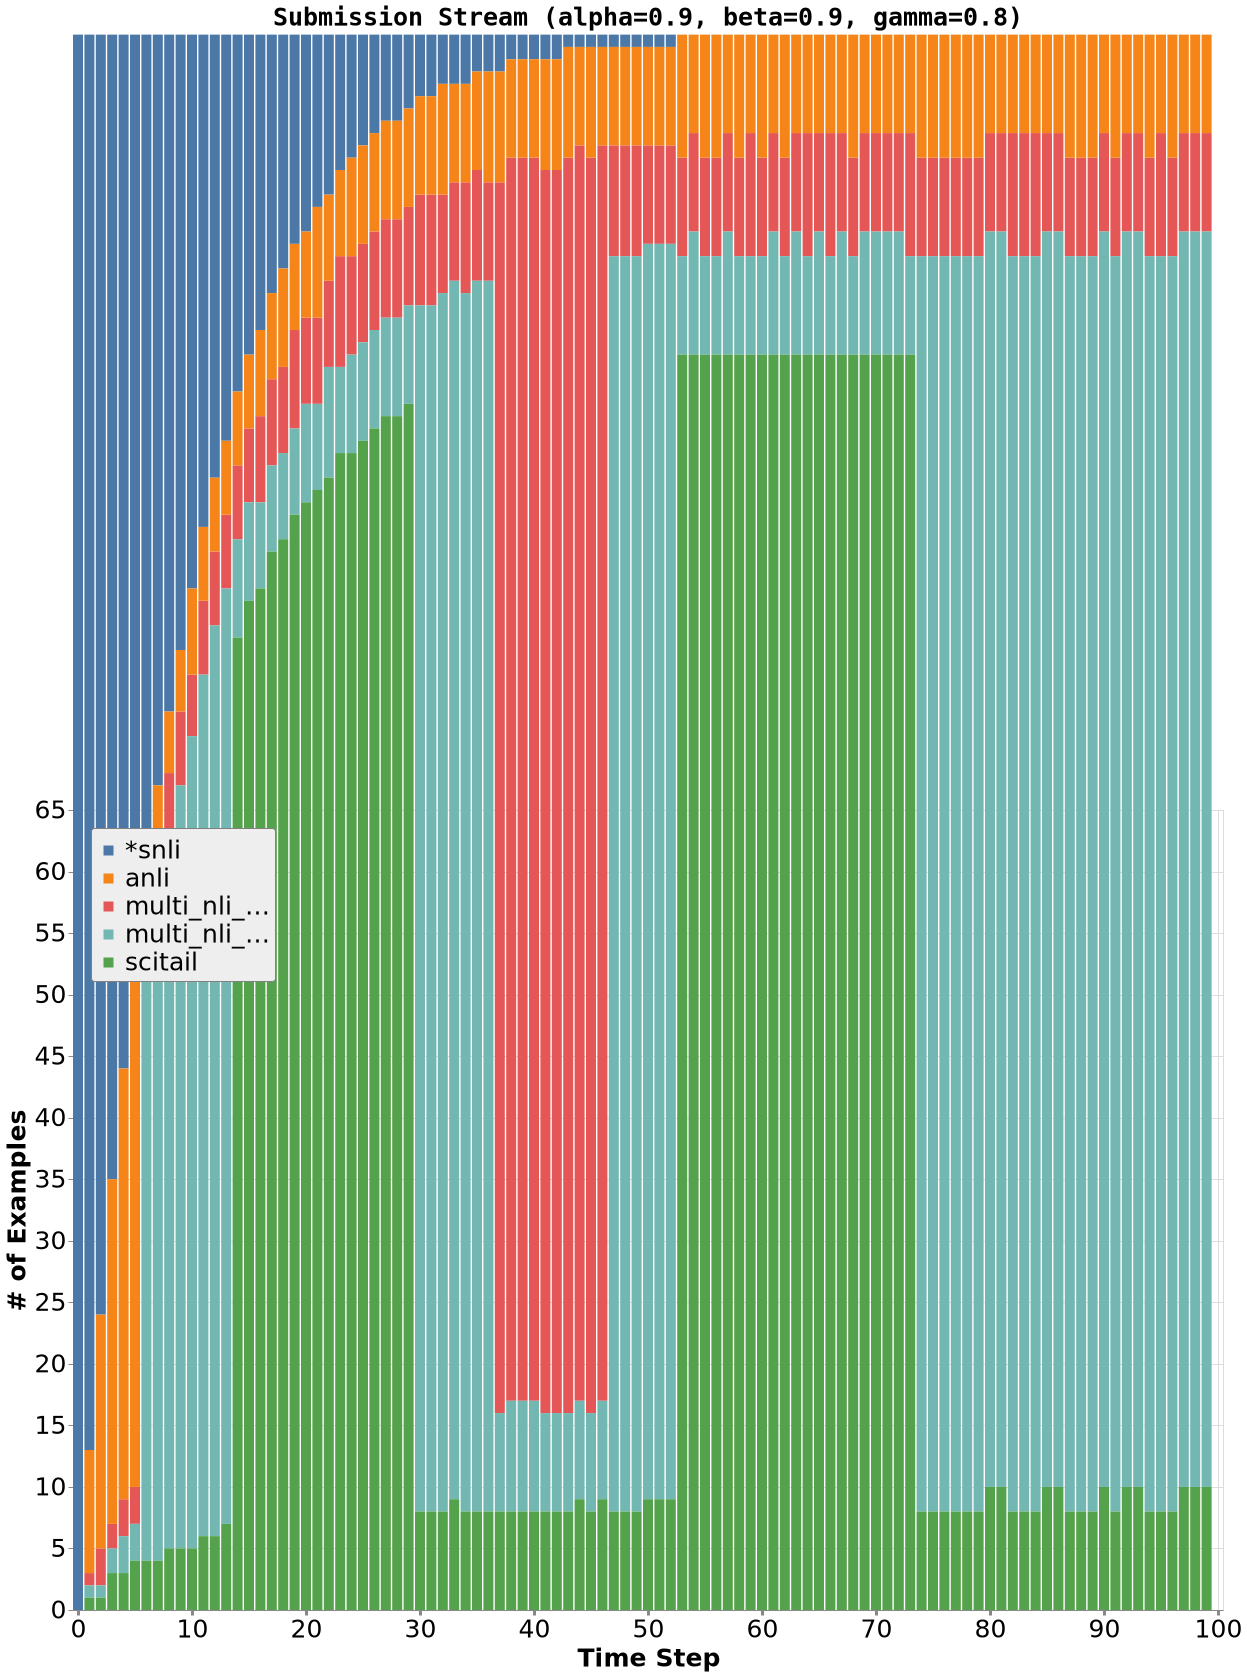 Submission Stream (alpha=0.9, beta=0.9, gamma=0.8)
65
60
55
50
45
40
35
30
25
20
15
10
5
0
# of Examples
*snli
anli
multi_nli_...
multi_nli_...
scitail
0 10 20 30 40 50 60 70 80 90 100
Time Step